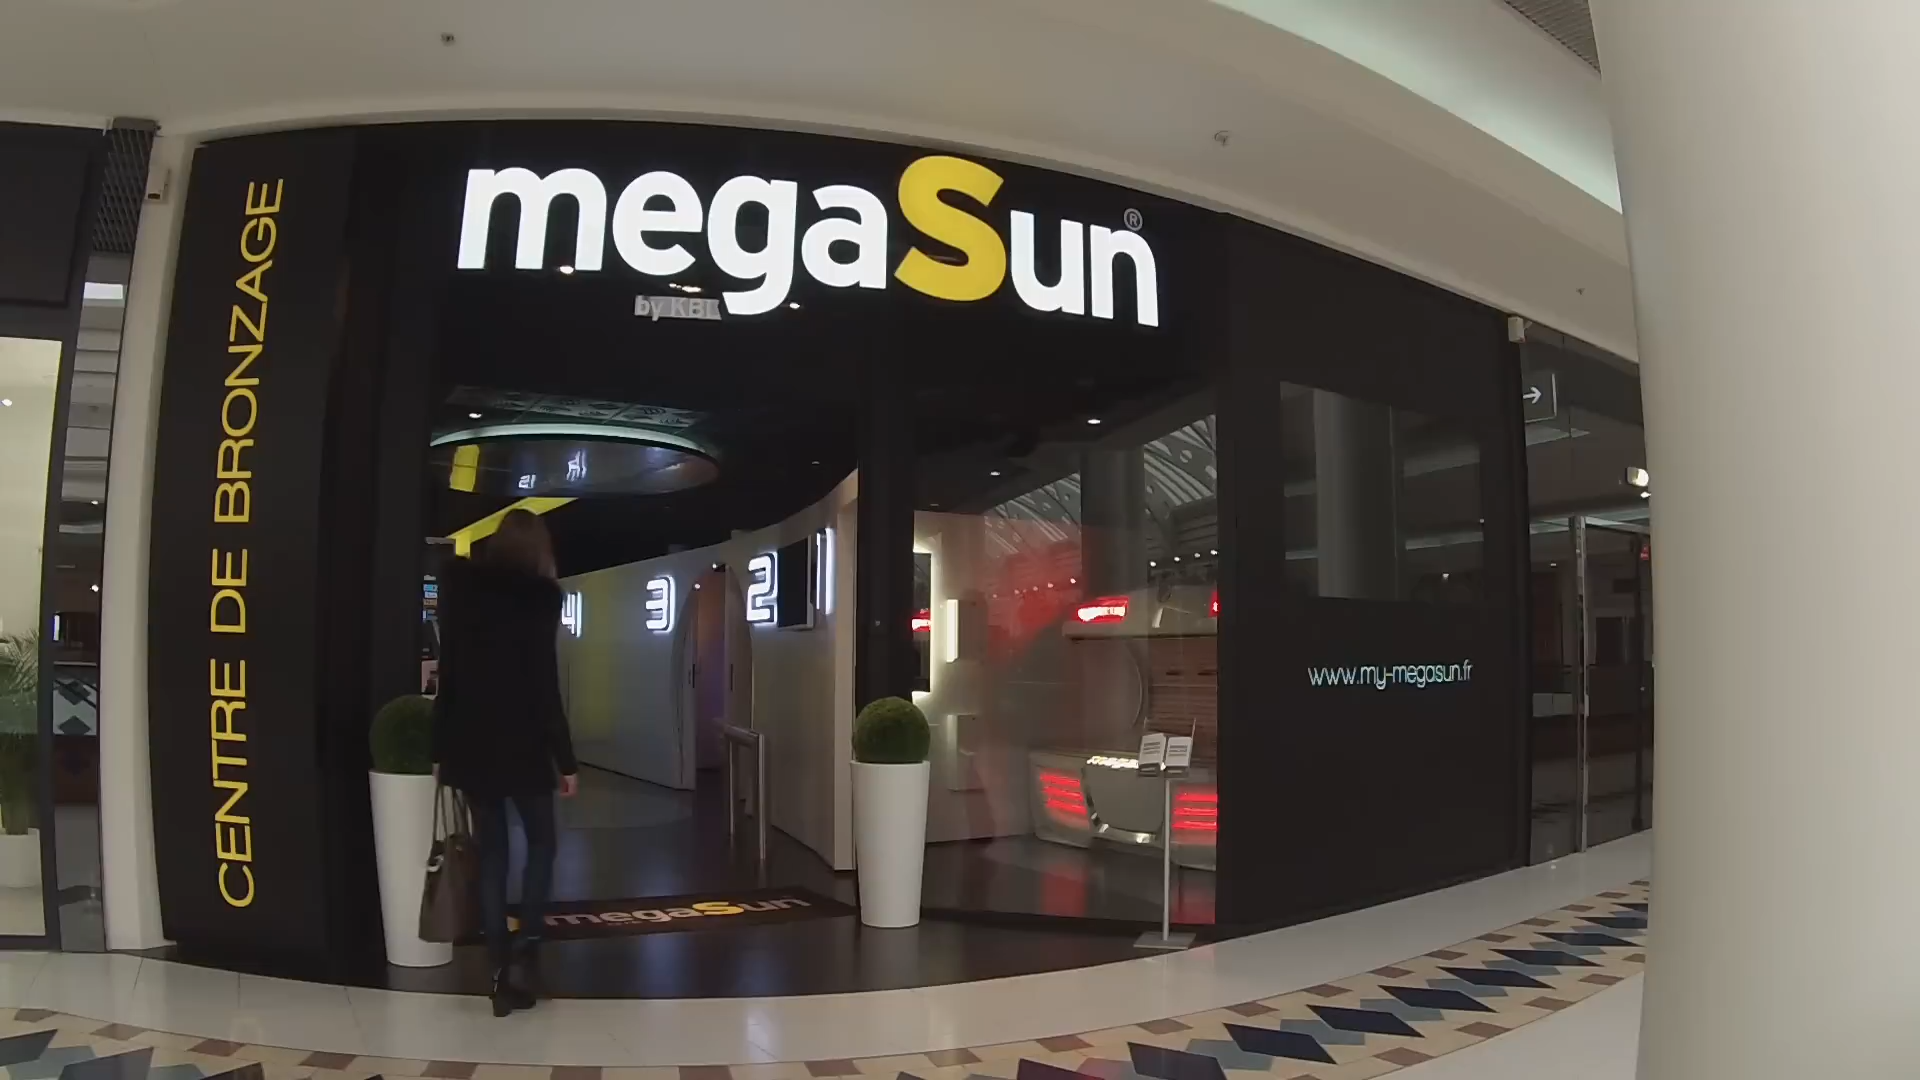 CENTRE DE BRONZAGE
megaSun®
by KBL
4
3
2
1
www.my-megasun.fr
megaSun